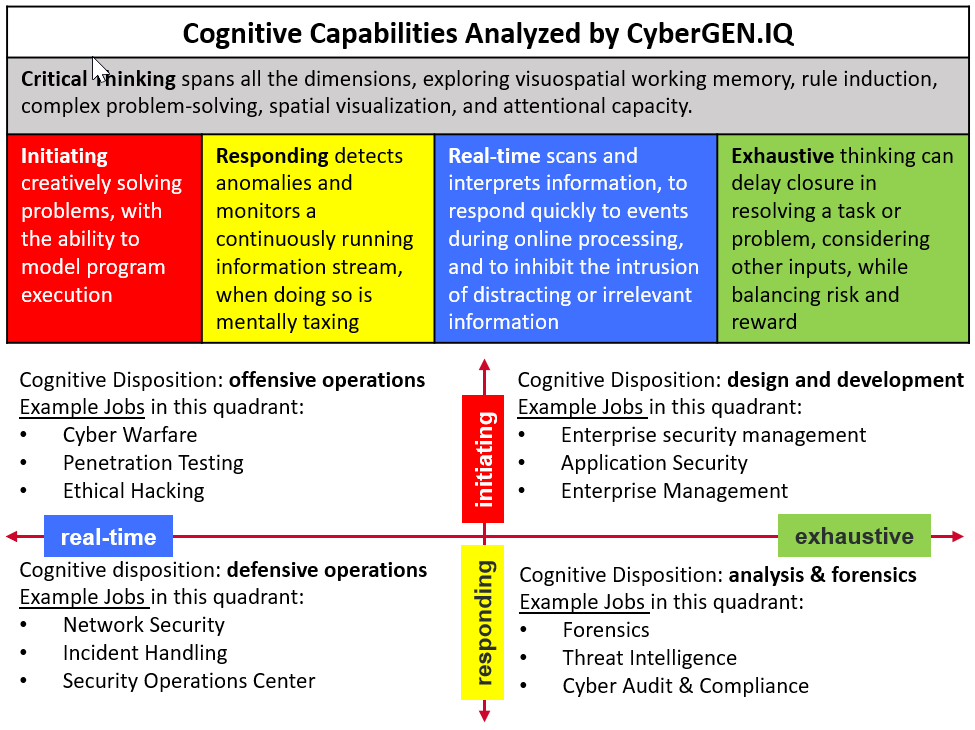 Cognitive Capabilities Analyzed by CyberGEN.IQ
Critical Thinking spans all the dimensions, exploring visuospatial working memory, rule induction,
complex problem-solving, spatial visualization, and attentional capacity.
Initiating
creatively solving
problems, with
the ability to
model program
execution
Responding detects
anomalies and
monitors a
continuously running
information stream,
when doing so is
mentally taxing
Real-time scans and
interprets information, to
respond quickly to events
during online processing,
and to inhibit the intrusion
of distracting or irrelevant
information
Exhaustive thinking can
delay closure in
resolving a task or
problem, considering
other inputs, while
balancing risk and
reward
Cognitive Disposition: offensive operations
Example Jobs in this quadrant:
• Cyber Warfare
• Penetration Testing
• Ethical Hacking
initiating
Cognitive Disposition: design and development
Example Jobs in this quadrant:
• Enterprise security management
• Application Security
• Enterprise Management
real-time
exhaustive
Cognitive disposition: defensive operations
Example Jobs in this quadrant:
• Network Security
• Incident Handling
• Security Operations Center
responding
Cognitive Disposition: analysis & forensics
Example Jobs in this quadrant:
• Forensics
• Threat Intelligence
• Cyber Audit & Compliance